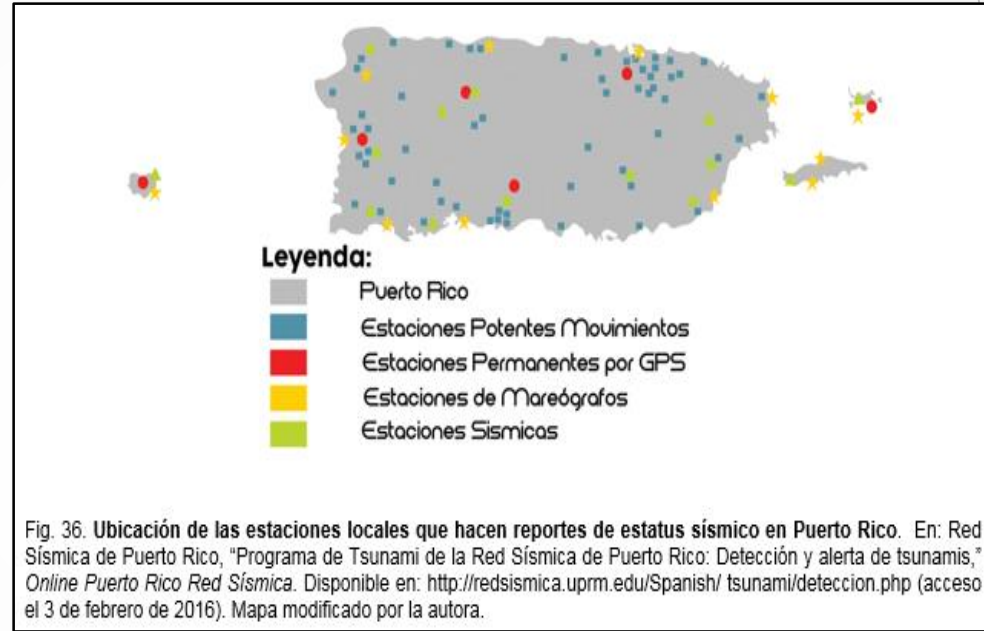 Leyenda:
Puerto Rico
Estaciones Potentes Movimientos
Estaciones Permanentes por GPS
Estaciones de Mareógrafos
Estaciones Sismicas
Fig. 36. Ubicación de las estaciones locales que hacen reportes de estatus sísmico en Puerto Rico. En: Red
Sísmica de Puerto Rico, “Programa de Tsunami de la Red Sísmica de Puerto Rico: Detección y alerta de tsunamis,”
Online Puerto Rico Red Sísmica. Disponible en: http://redsismica.uprm.edu/Spanish/ tsunami/deteccion.php (acceso
el 3 de febrero de 2016). Mapa modificado por la autora.